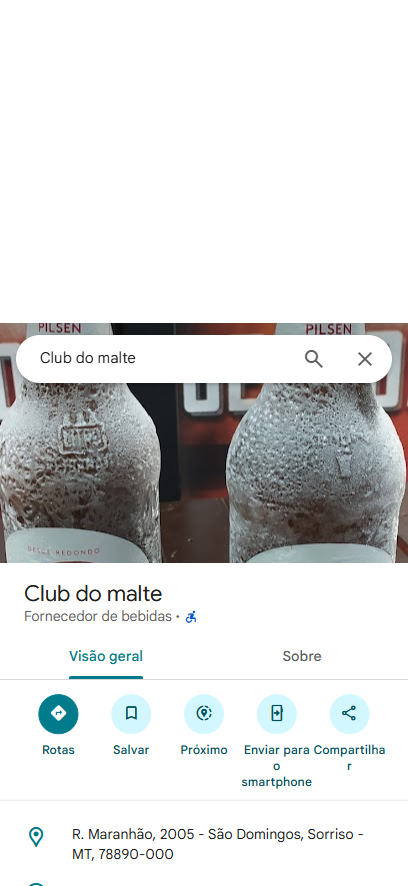 PILSEN
PILSEN
Club do malte
DESDE REDONDO
Club do malte
Fornecedor de bebidas •
Visão geral
Sobre
Rotas
Salvar
Próximo
Enviar para o smartphone
Compartilhar
R. Maranhão, 2005 - São Domingos, Sorriso -
MT, 78890-000